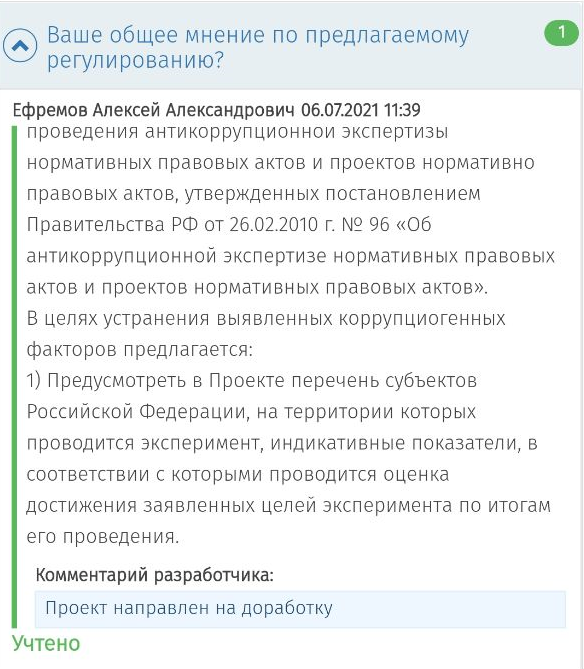 Ваше общее мнение по предлагаемому
1
регулированию?
Ефремов Алексей Александрович 06.07.2021 11:39
проведения антикоррупционной экспертизы
нормативных правовых актов и проектов нормативно
правовых актов, утвержденных постановлением
Правительства РФ от 26.02.2010 г. № 96 «Об
антикоррупционной экспертизе нормативных правовых
актов и проектов нормативных правовых актов».
В целях устранения выявленных коррупциогенных
факторов предлагается:
1) Предусмотреть в Проекте перечень субъектов
Российской Федерации, на территории которых
проводится эксперимент, индикативные показатели, в
соответствии с которыми проводится оценка
достижения заявленных целей эксперимента по итогам
его проведения.
Комментарий разработчика:
Проект направлен на доработку
Учтено